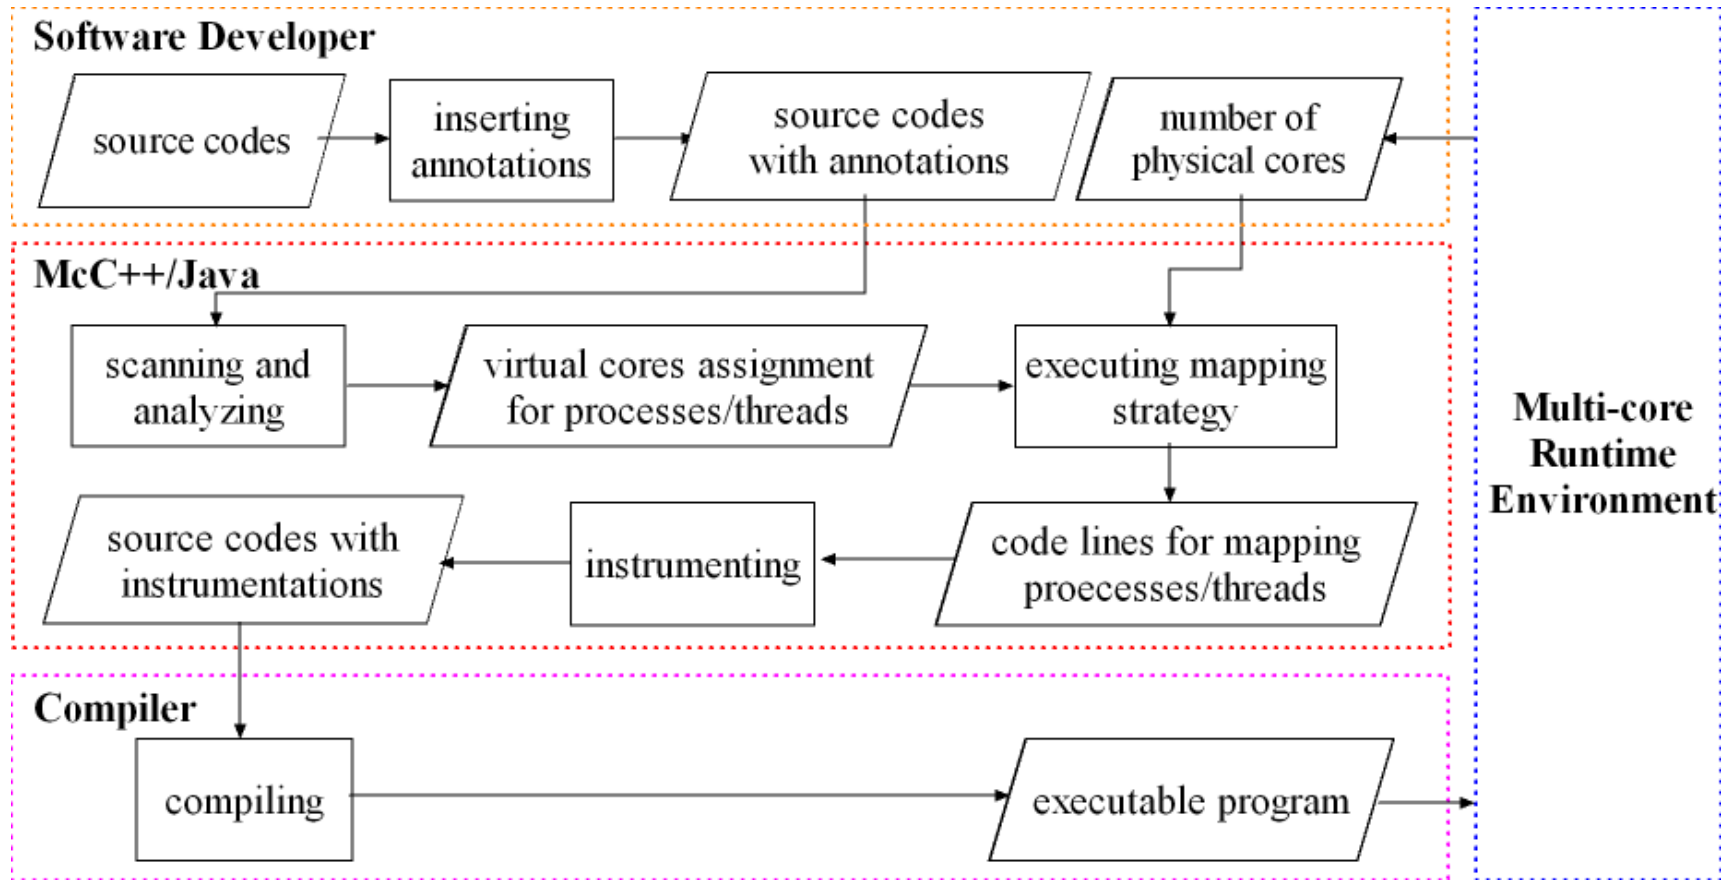 Software Developer
source codes
inserting
annotations
source codes
with annotations
number of
physical cores
McC++/Java
scanning and
analyzing
virtual cores assignment
for processes/threads
executing mapping
strategy
source codes with
instrumentations
instrumenting
code lines for mapping
proecesses/threads
Compiler
compiling
executable program
Multi-core
Runtime
Environment